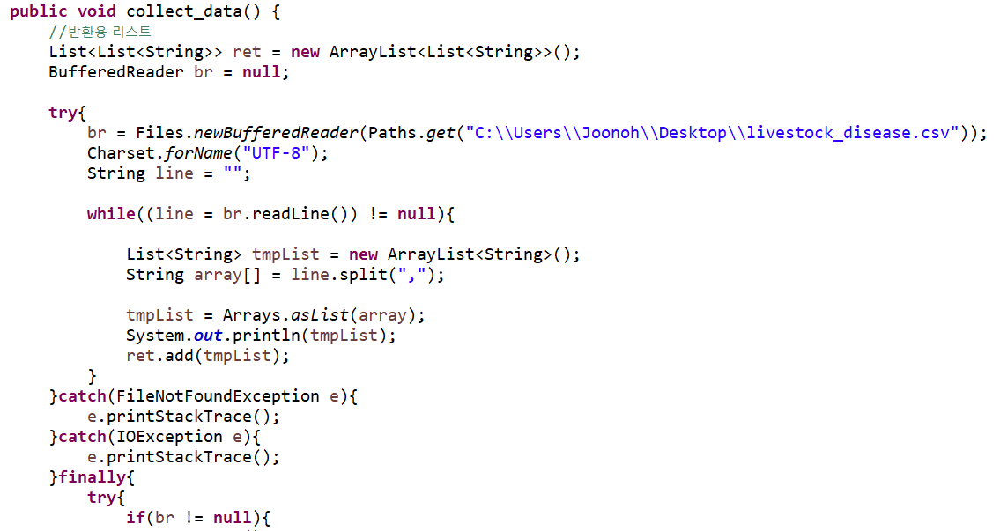 public void collect_data() {
//반환용 리스트
List<List<String>> ret = new ArrayList<List<String>>();
BufferedReader br = null;
try{
br = Files.newBufferedReader(Paths.get("C:\\Users\\Joonoh\\Desktop\\livestock_disease.csv"));
Charset.forName("UTF-8");
String line = "";
while((line = br.readLine()) != null){
List<String> tmpList = new ArrayList<String>();
String array[] = line.split(",");
tmpList = Arrays.asList(array);
System.out.println(tmpList);
ret.add(tmpList);
}
}catch(FileNotFoundException e){
e.printStackTrace();
}catch(IOException e){
e.printStackTrace();
}finally{
try{
if(br != null){